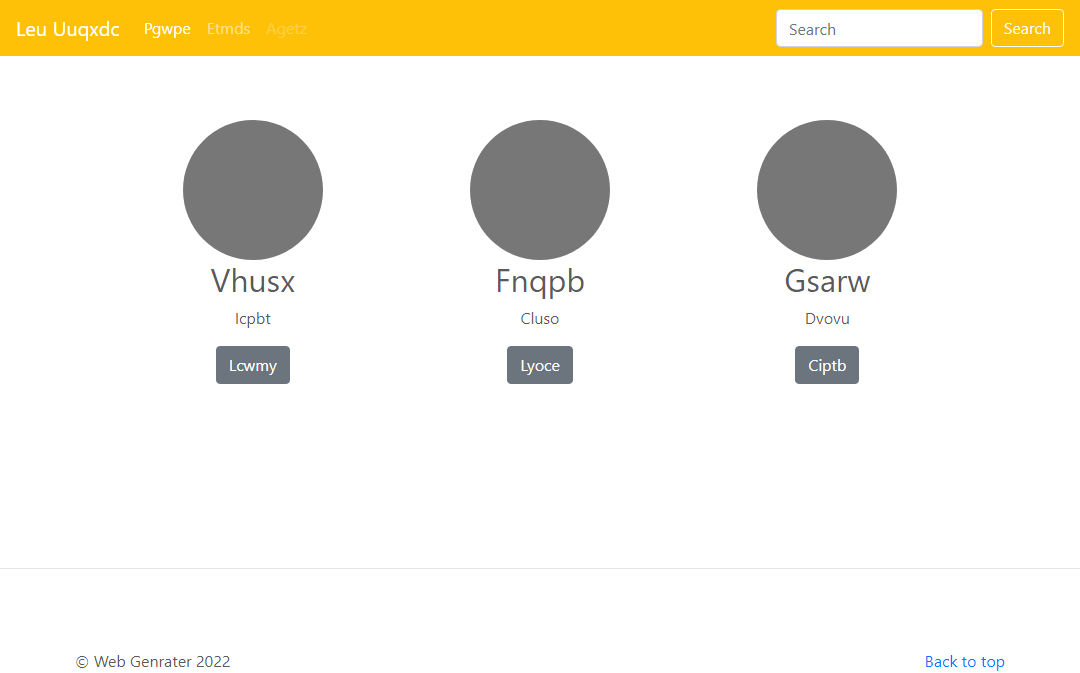 Leu Uuqxdc Pgwpe Etmds Agetz Search Search
Vhusx Fnqpb Gsarw
Icpbt Cluso Dvovu
Lcwmy Lyoce Ciptb
© Web Genrater 2022 Back to top